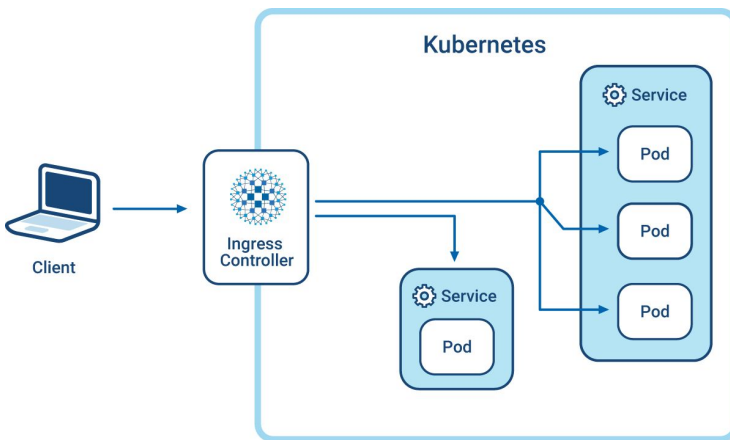 Kubernetes
Service
Pod
Pod
Pod
Client
Ingress
Controller
Service
Pod